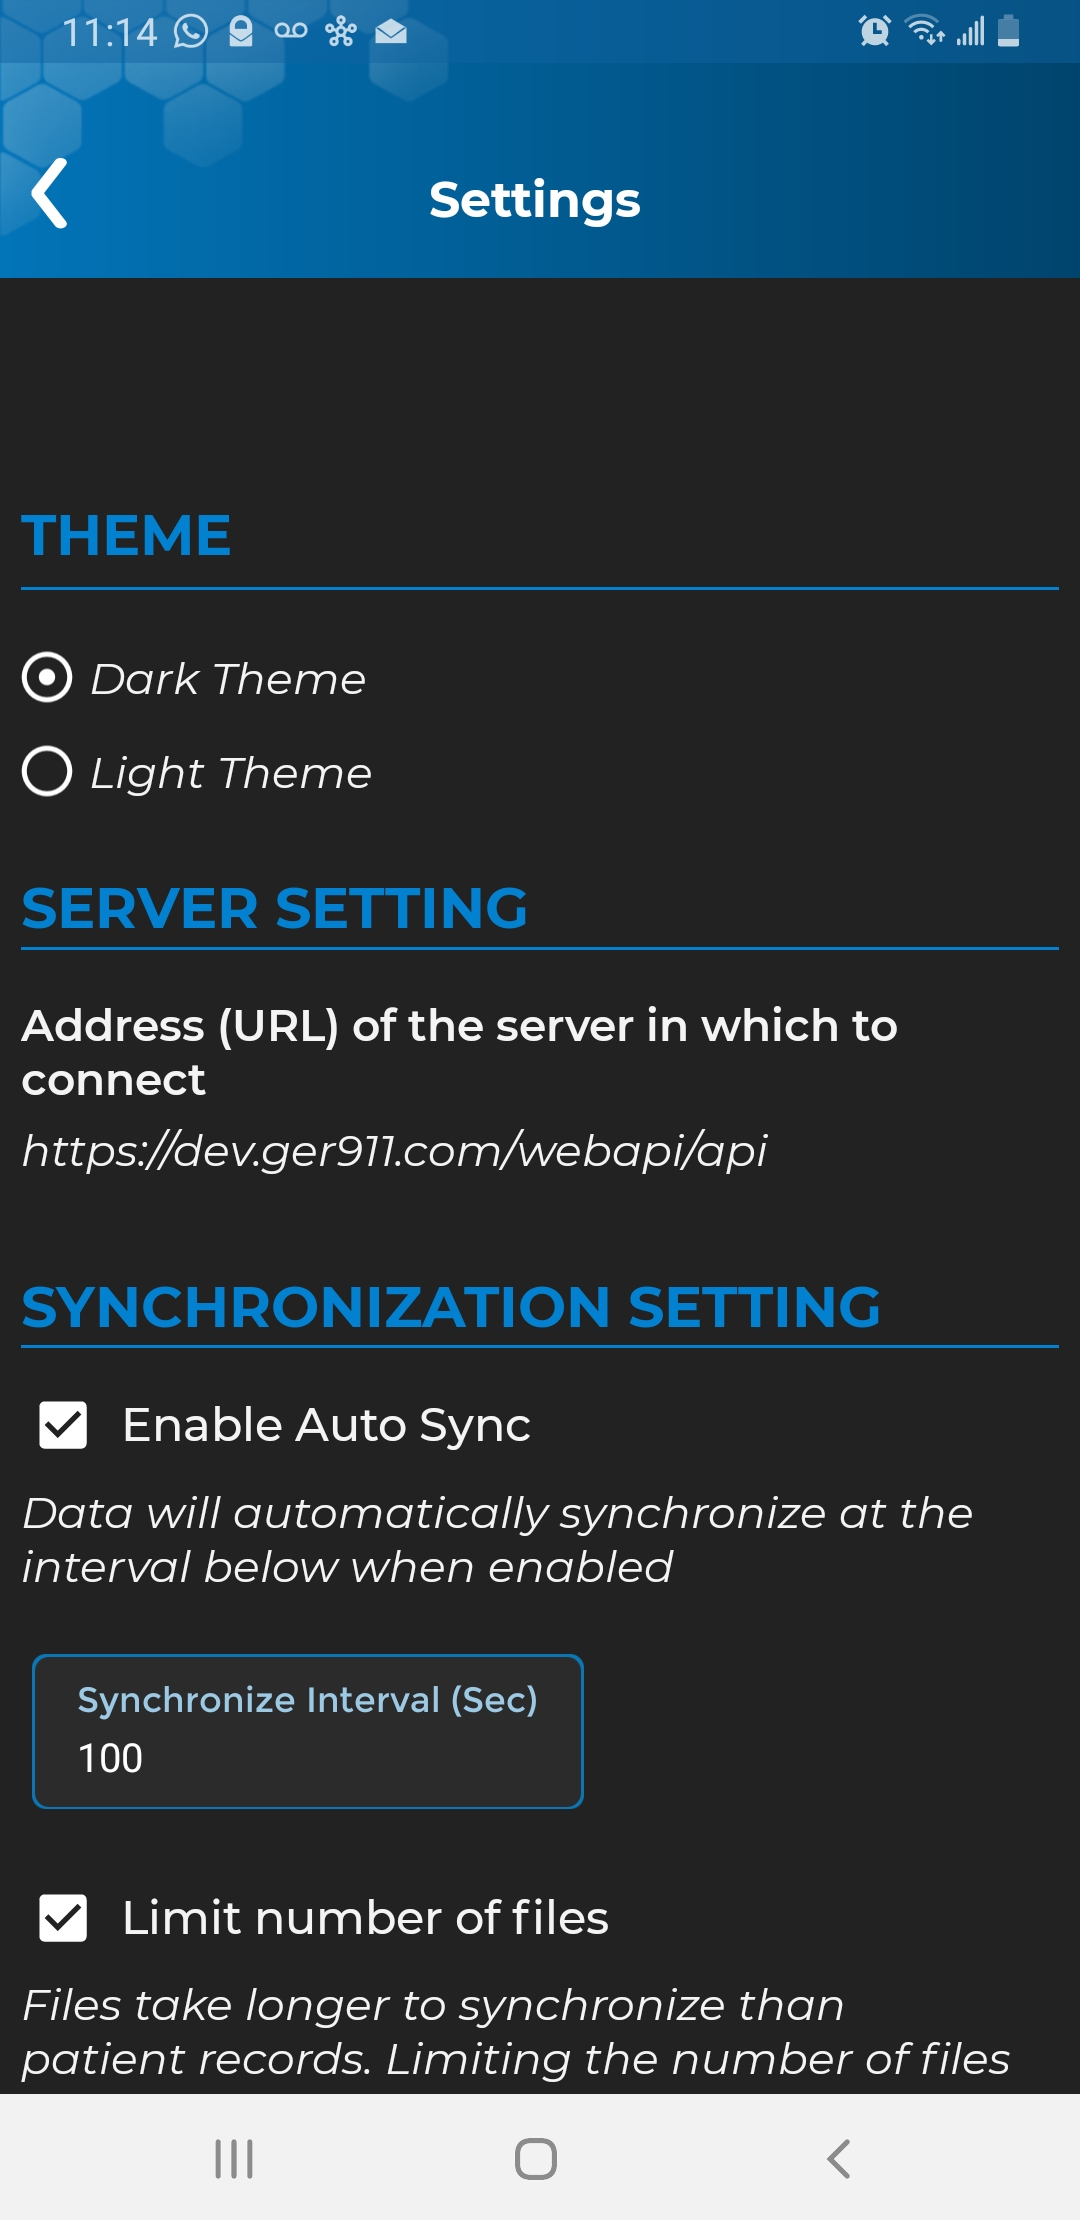 11:14
Settings
THEME
Dark Theme
Light Theme
SERVER SETTING
Address (URL) of the server in which to
connect
https://dev.ger911.com/webapi/api
SYNCHRONIZATION SETTING
Enable Auto Sync
Data will automatically synchronize at the
interval below when enabled
Synchronize Interval (Sec)
100
Limit number of files
Files take longer to synchronize than
patient records. Limiting the number of files